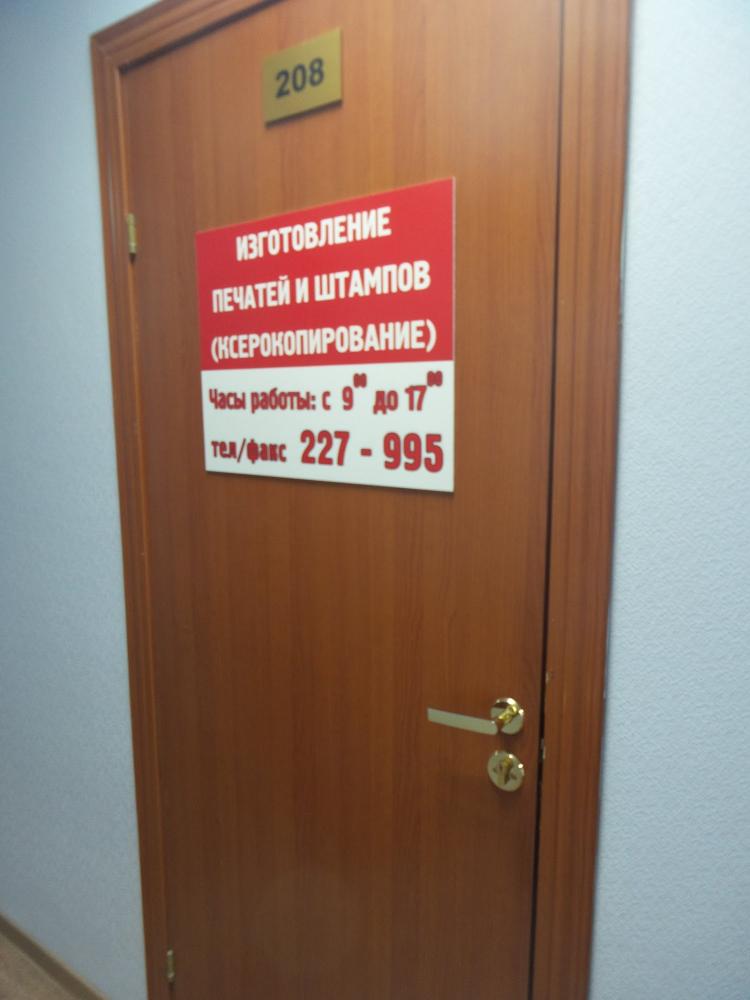 208
ИЗГОТОВЛЕНИЕ
ПЕЧАТЕЙ И ШТАМПОВ
(КСЕРОКОПИРОВАНИЕ)
Часы работы: с 9⁰⁰ до 17⁰⁰
тел/факс 227 - 995